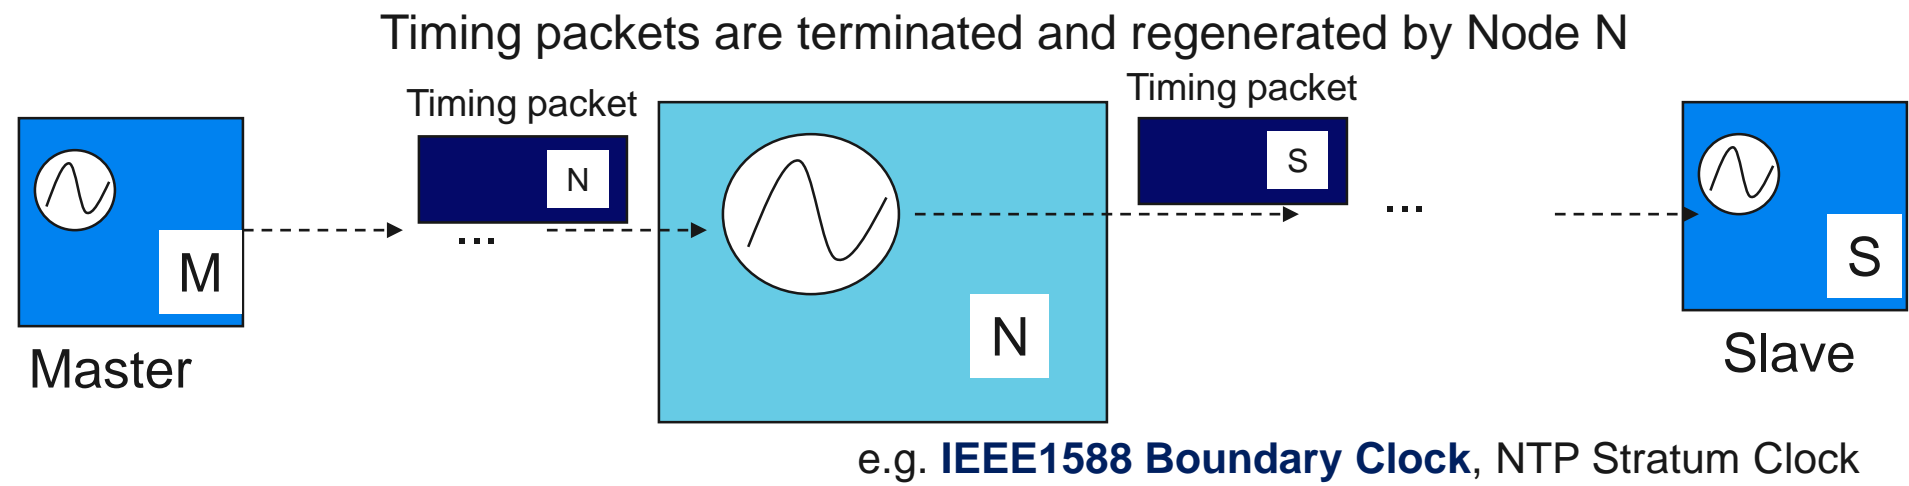 Timing packets are terminated and regenerated by Node N
Timing packet
Timing packet
N
S
...
...
M
N
S
Master
Slave
e.g. IEEE1588 Boundary Clock, NTP Stratum Clock